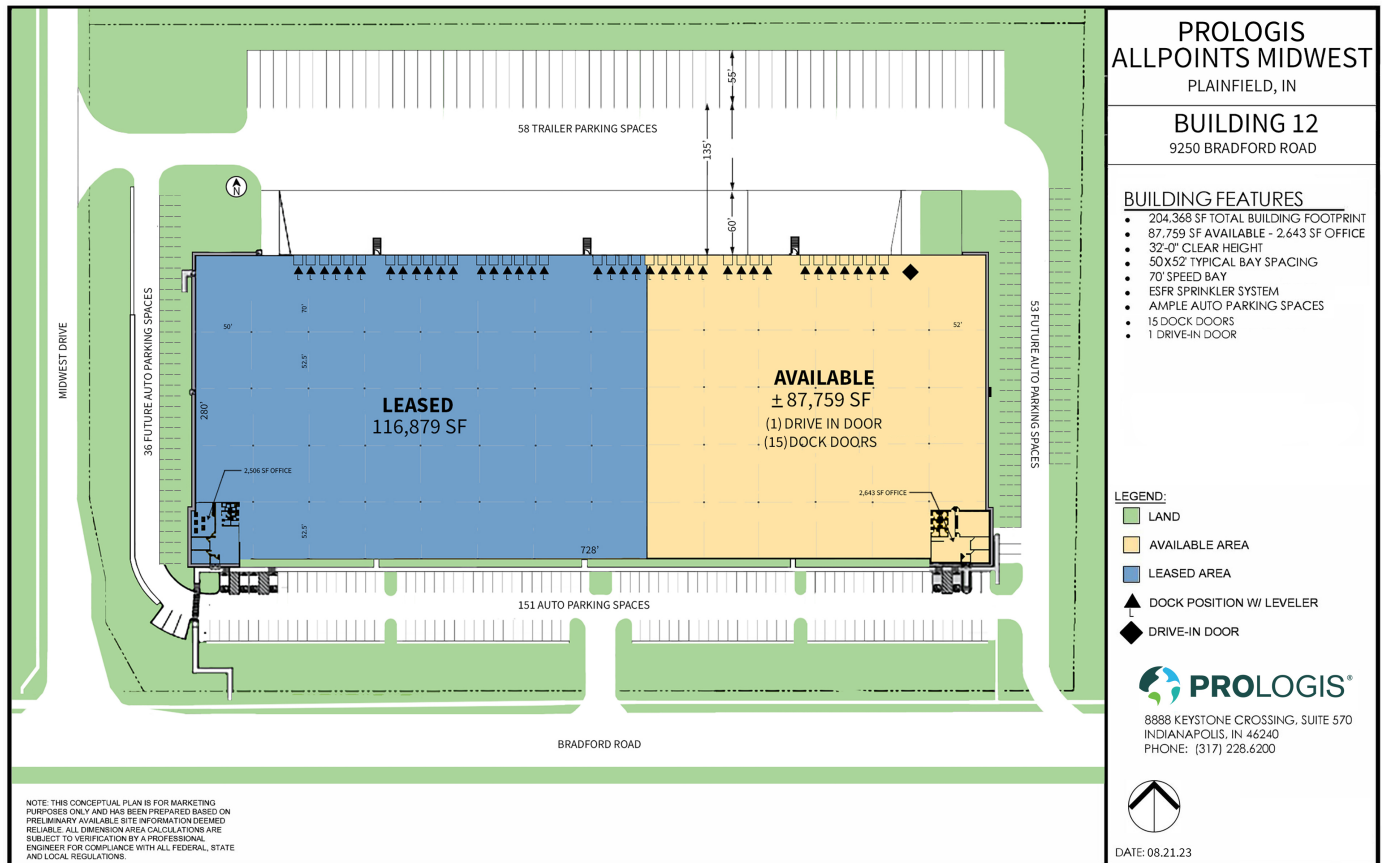 PROLOGIS
ALLPOINTS MIDWEST
PLAINFIELD, IN
BUILDING 12
9250 BRADFORD ROAD
BUILDING FEATURES
• 204,368 SF TOTAL BUILDING FOOTPRINT
• 87,759 SF AVAILABLE - 2,643 SF OFFICE
• 32'-0" CLEAR HEIGHT
• 50X52' TYPICAL BAY SPACING
• 70' SPEED BAY
• ESFR SPRINKLER SYSTEM
• AMPLE AUTO PARKING SPACES
• 15 DOCK DOORS
• 1 DRIVE-IN DOOR
LEGEND:
LAND
AVAILABLE AREA
LEASED AREA
L
DOCK POSITION W/ LEVELER
DRIVE-IN DOOR
PROLOGIS®
8888 KEYSTONE CROSSING, SUITE 570
INDIANAPOLIS, IN 46240
PHONE: (317) 228.6200
DATE: 08.21.23
55'
58 TRAILER PARKING SPACES
135'
60'
N
MIDWEST DRIVE
36 FUTURE AUTO PARKING SPACES
53 FUTURE AUTO PARKING SPACES
L L L L L L L L L L L L L L L L L L L L L L L L L L L L L L L L L L L L
70'
50'
52'
52.5'
280'
LEASED
116,879 SF
AVAILABLE
± 87,759 SF
(1) DRIVE IN DOOR
(15) DOCK DOORS
2,506 SF OFFICE
2,643 SF OFFICE
52.5'
728'
151 AUTO PARKING SPACES
BRADFORD ROAD
NOTE: THIS CONCEPTUAL PLAN IS FOR MARKETING
PURPOSES ONLY AND HAS BEEN PREPARED BASED ON
PRELIMINARY AVAILABLE SITE INFORMATION DEEMED
RELIABLE. ALL DIMENSION AREA CALCULATIONS ARE
SUBJECT TO VERIFICATION BY A PROFESSIONAL
ENGINEER FOR COMPLIANCE WITH ALL FEDERAL, STATE
AND LOCAL REGULATIONS.